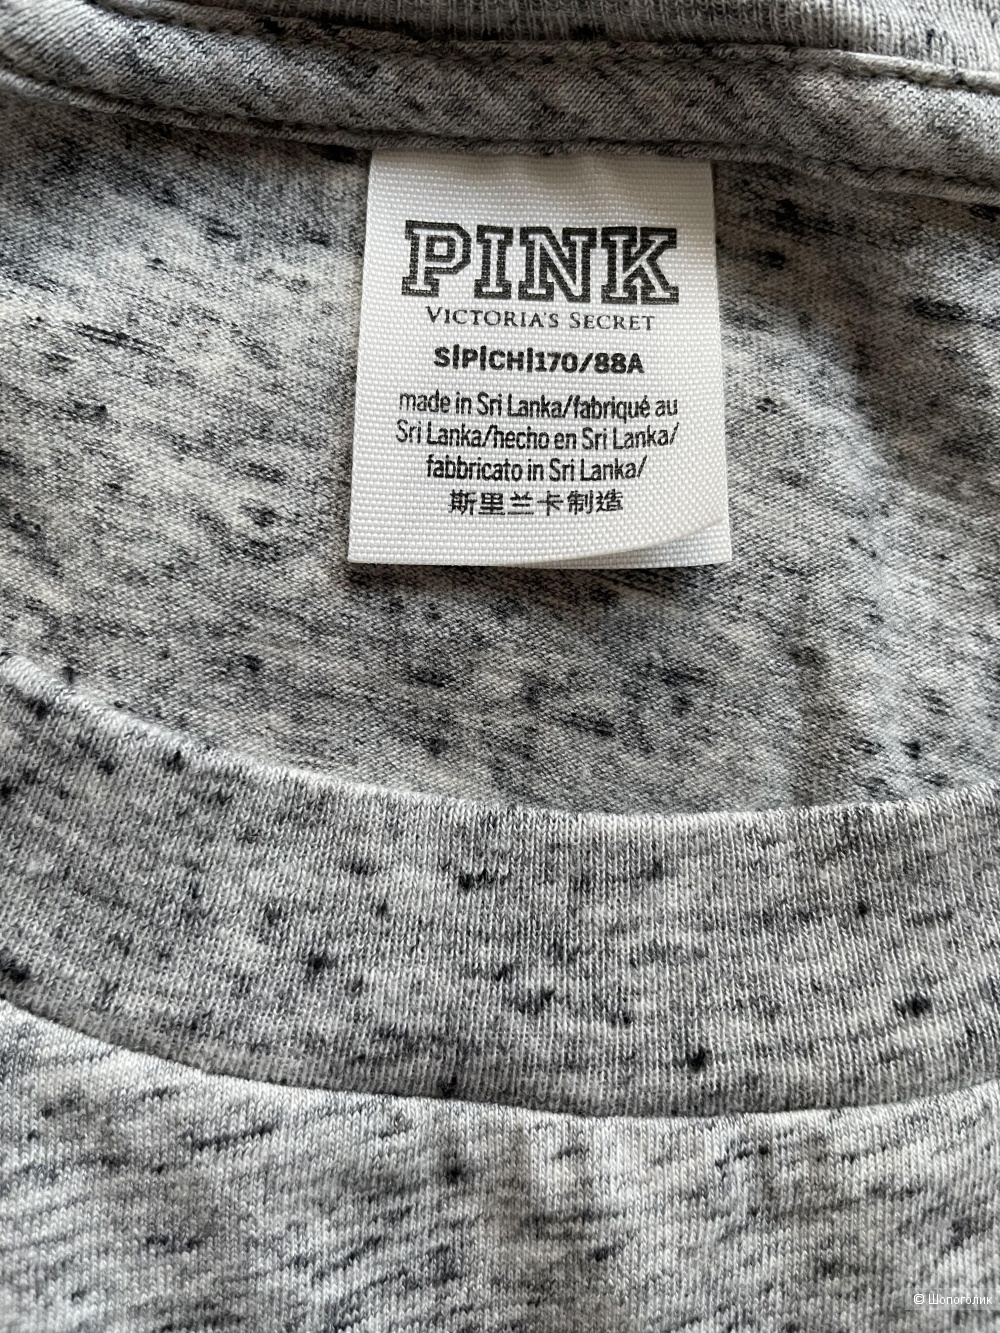 PINK
VICTORIA'S SECRET
S|P|CH|170/88A
made in Sri Lanka/fabriqué au
Sri Lanka/hecho en Sri Lanka/
fabbricato in Sri Lanka/
斯里兰卡制造
© Шопоголик